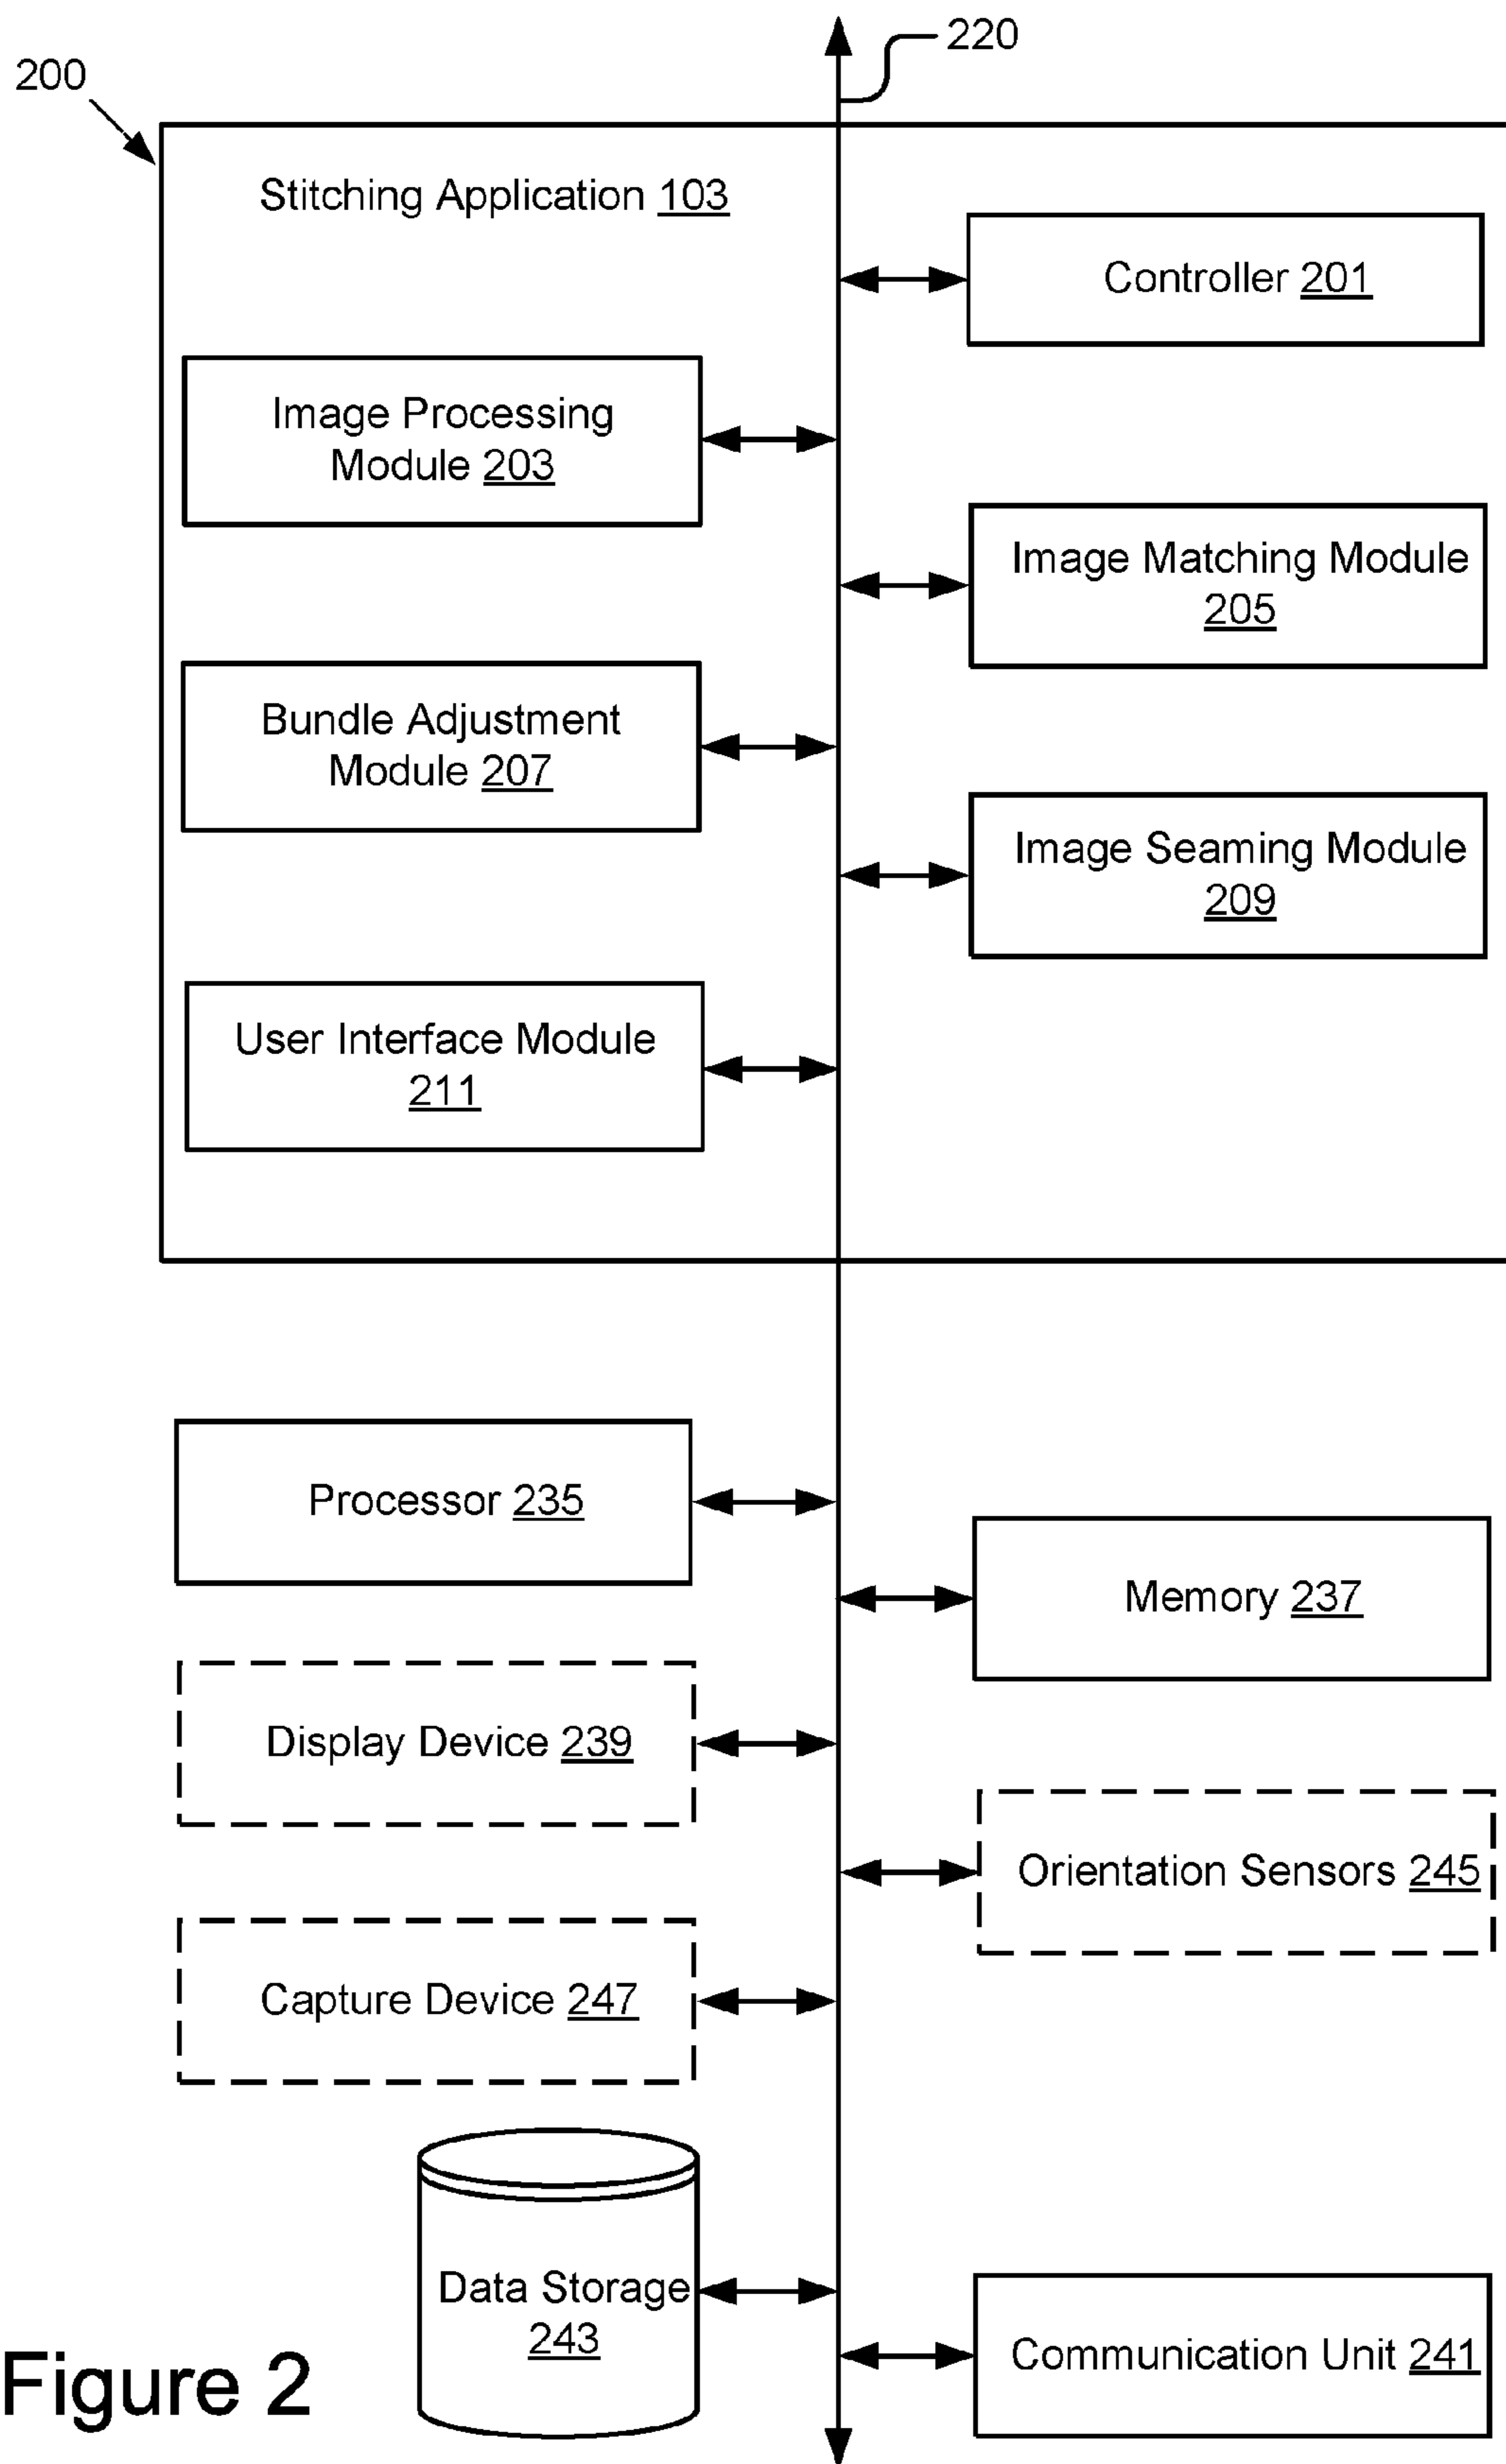 220
200
Stitching Application 103
Controller 201
Image Processing
Module 203
Image Matching Module
205
Bundle Adjustment
Module 207
Image Seaming Module
209
User Interface Module
211
Processor 235
Memory 237
Display Device 239
Orientation Sensors 245
Capture Device 247
Data Storage
243
Communication Unit 241
Figure 2